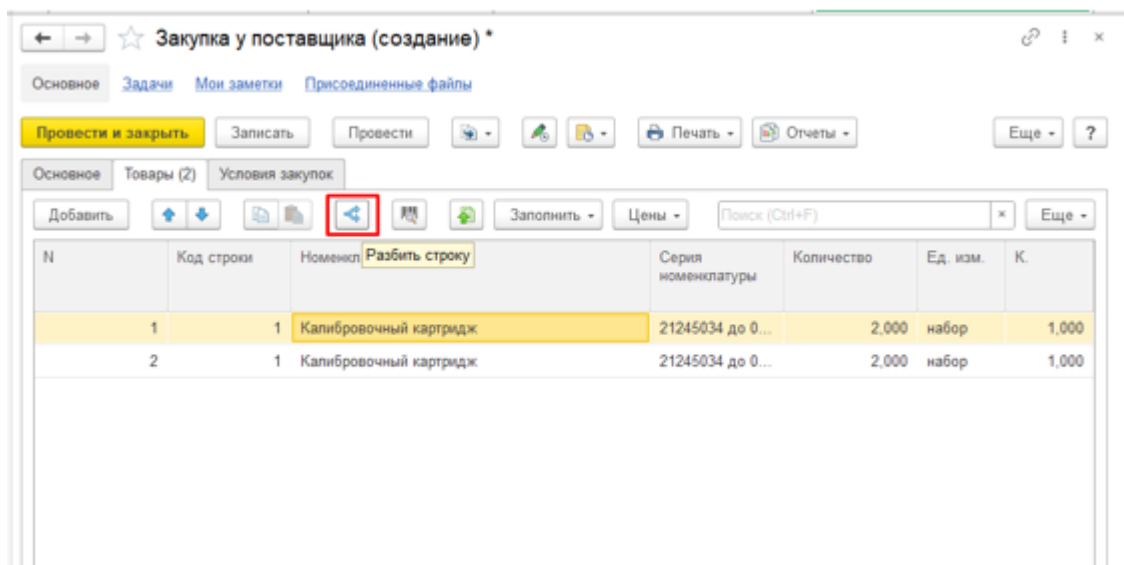 Закупка у поставщика (создание) *
Основное Задачи Мои заметки Присоединенные файлы
Провести и закрыть Записать Провести Печать Отчеты Еще ?
Основное Товары (2) Условия закупок
Добавить Заполнить Цены Поиск (Ctrl+F) × Еще
N Код строки Номенкл Разбить строку Серия номенклатуры Количество Ед. изм. К.
1 1 Калибровочный картридж 21245034 до 0... 2,000 набор 1,000
2 1 Калибровочный картридж 21245034 до 0... 2,000 набор 1,000